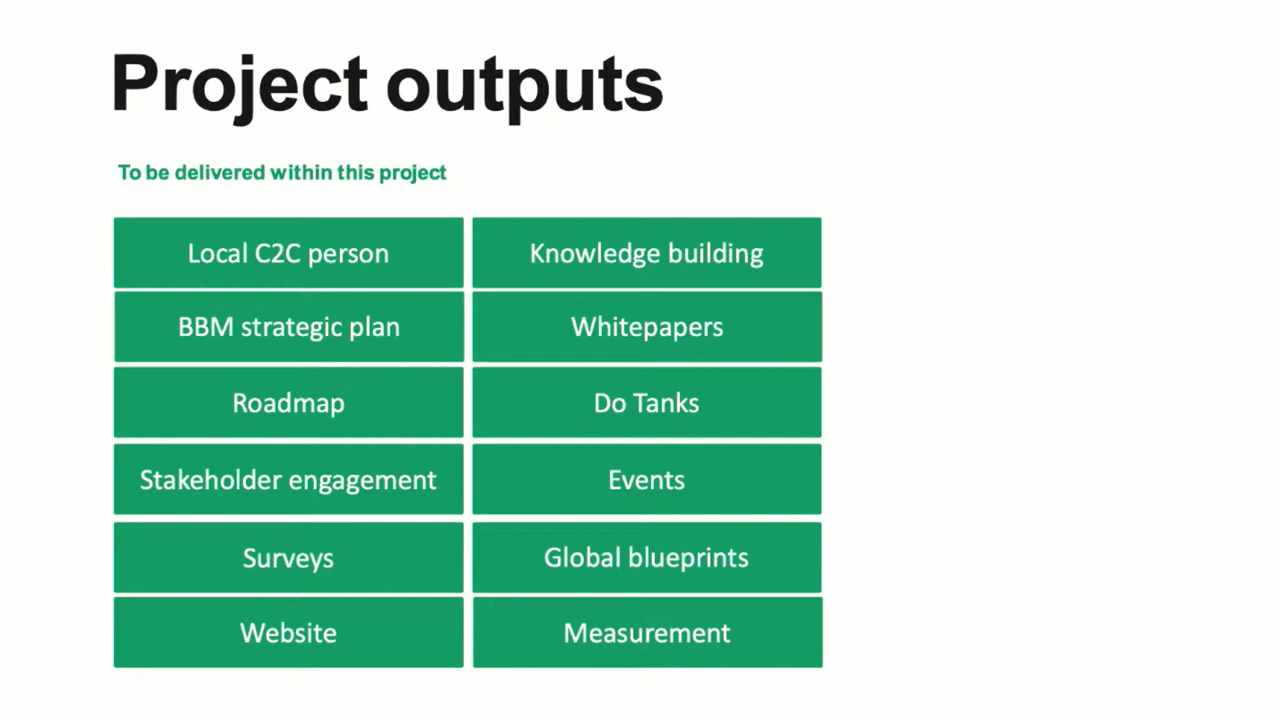 Project outputs
To be delivered within this project
Local C2C person
Knowledge building
BBM strategic plan
Whitepapers
Roadmap
Do Tanks
Stakeholder engagement
Events
Surveys
Global blueprints
Website
Measurement